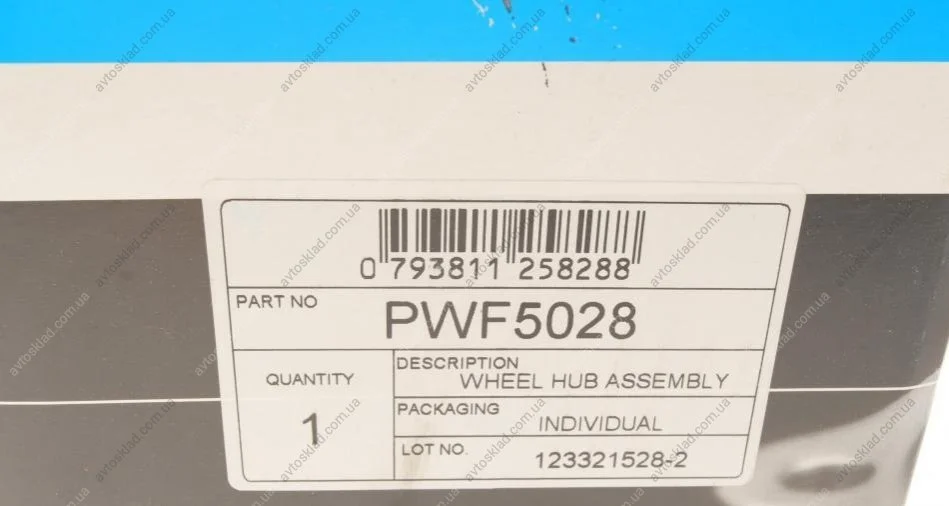 0 793811 258288
PART NO
PWF5028
QUANTITY
1
DESCRIPTION
WHEEL HUB ASSEMBLY
PACKAGING
INDIVIDUAL
LOT NO.
123321528-2
avtosklad.com.ua